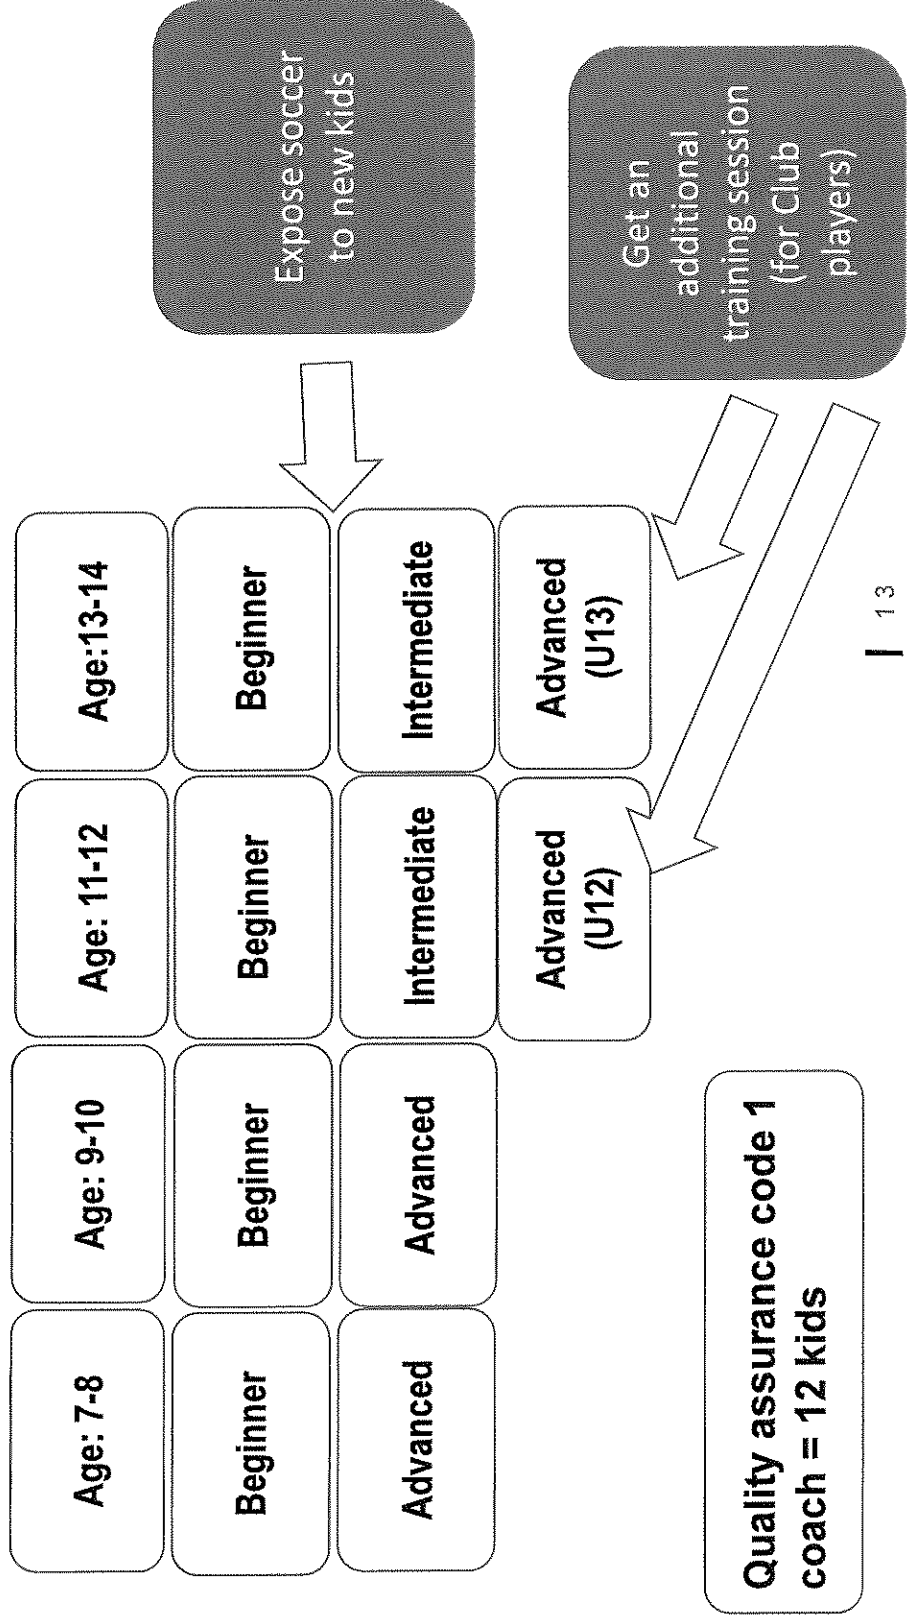 Age: 7-8
Age: 9-10
Age: 11-12
Age:13-14
Beginner
Beginner
Beginner
Beginner
Advanced
Advanced
Intermediate
Intermediate
Advanced
(U12)
Advanced
(U13)
Expose soccer
to new kids
Get an
additional
training session
(for Club
players)
Quality assurance code 1
coach = 12 kids
| 13